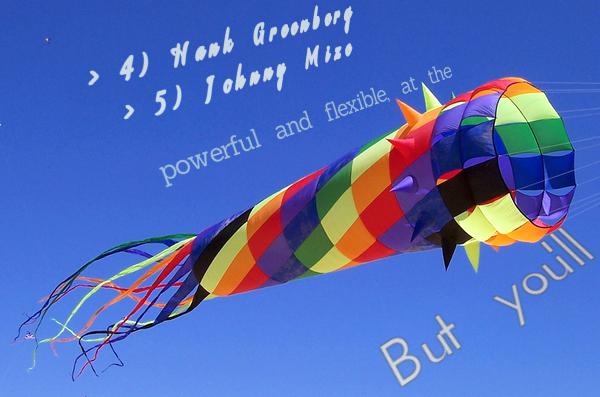 > 4) Hank Greenberg
> 5) Johnny Mize
powerful and flexible, at the
But you'll